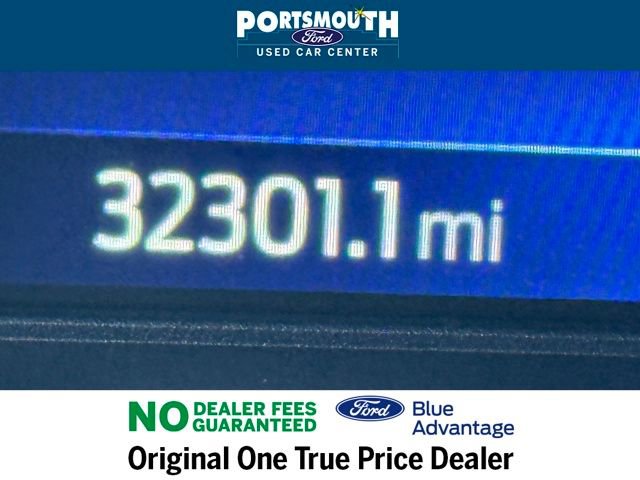 PORTSMOUTH
Ford
USED CAR CENTER
32301.1 mi
NO DEALER FEES
GUARANTEED
Ford
Blue
Advantage
Original One True Price Dealer